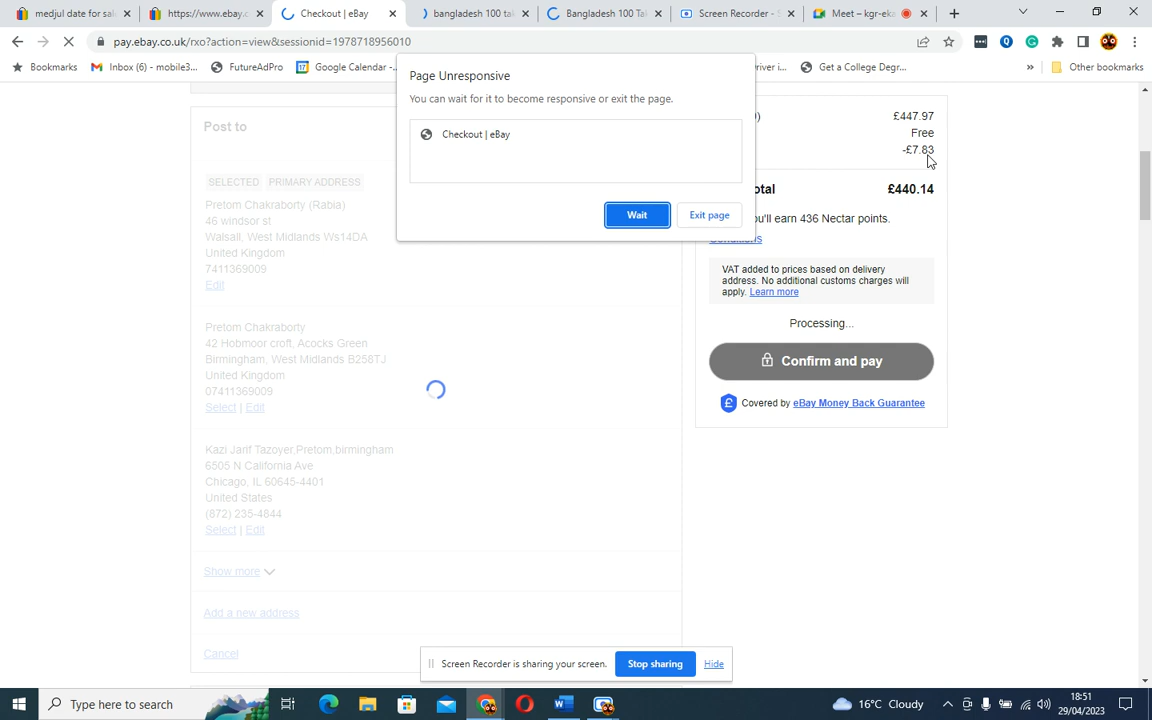 medjul date for sale
https://www.ebay.c
Checkout | eBay
bangladesh 100 tak
Bangladesh 100 Tak
Screen Recorder - S
Meet – kgr-eka
pay.ebay.co.uk/rxo?action=view&sessionid=1978718956010
Bookmarks
Inbox (6) - mobile3...
FutureAdPro
Google Calendar -...
Get a College Degr...
»
Other bookmarks
Page Unresponsive
You can wait for it to become responsive or exit the page.
Checkout | eBay
Wait
Exit page
Post to
SELECTED PRIMARY ADDRESS
Pretom Chakraborty (Rabia)
46 windsor st
Walsall, West Midlands Ws14DA
United Kingdom
7411369009
Edit
Pretom Chakraborty
42 Hobmoor croft, Acocks Green
Birmingham, West Midlands B258TJ
United Kingdom
07411369009
Select | Edit
Kazi Jarif Tazoyer,Pretom,birmingham
6505 N California Ave
Chicago, IL 60645-4401
United States
(872) 235-4844
Select | Edit
Show more
Add a new address
Cancel
£447.97
Free
-£7.83
£440.14
you'll earn 436 Nectar points.
VAT added to prices based on delivery
address. No additional customs charges will
apply. Learn more
Processing...
Confirm and pay
£ Covered by eBay Money Back Guarantee
Screen Recorder is sharing your screen.
Stop sharing
Hide
Type here to search
16°C Cloudy
18:51
29/04/2023